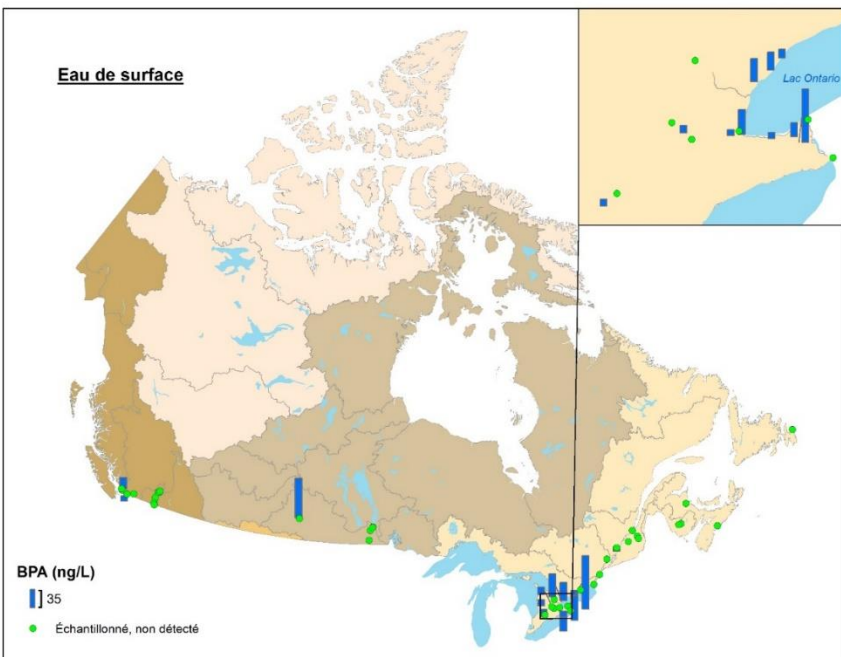 Eau de surface
Lac Ontario
BPA (ng/L)
35
Échantillonné, non détecté